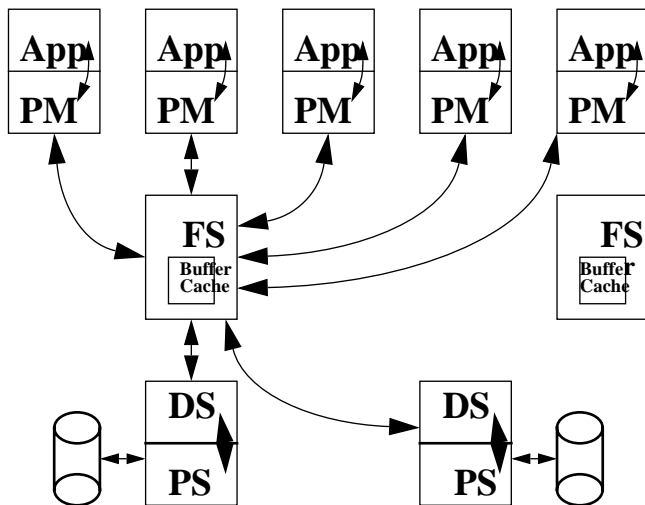 App App App App App
PM PM PM PM PM
FS FS
Buffer Buffer
Cache Cache
DS DS
PS PS